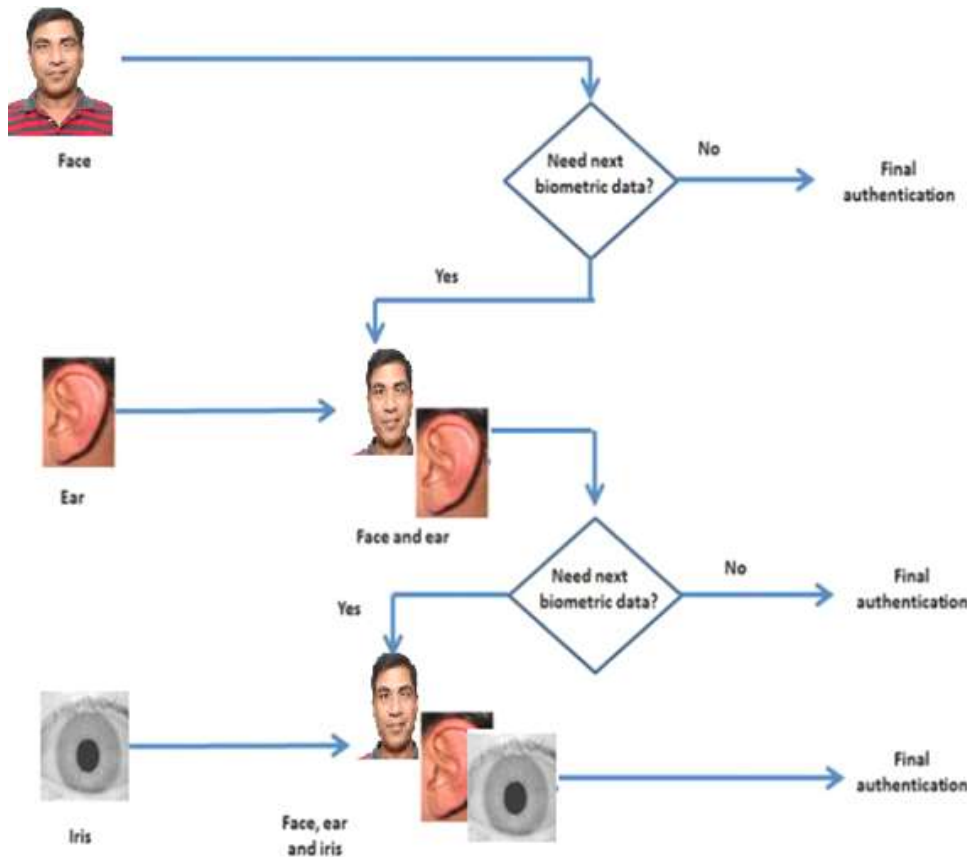 Face
Need next
biometric data?
No
Final
authentication
Yes
Ear
Face and ear
Need next
biometric data?
No
Final
authentication
Yes
Iris
Face, ear
and iris
Final
authentication